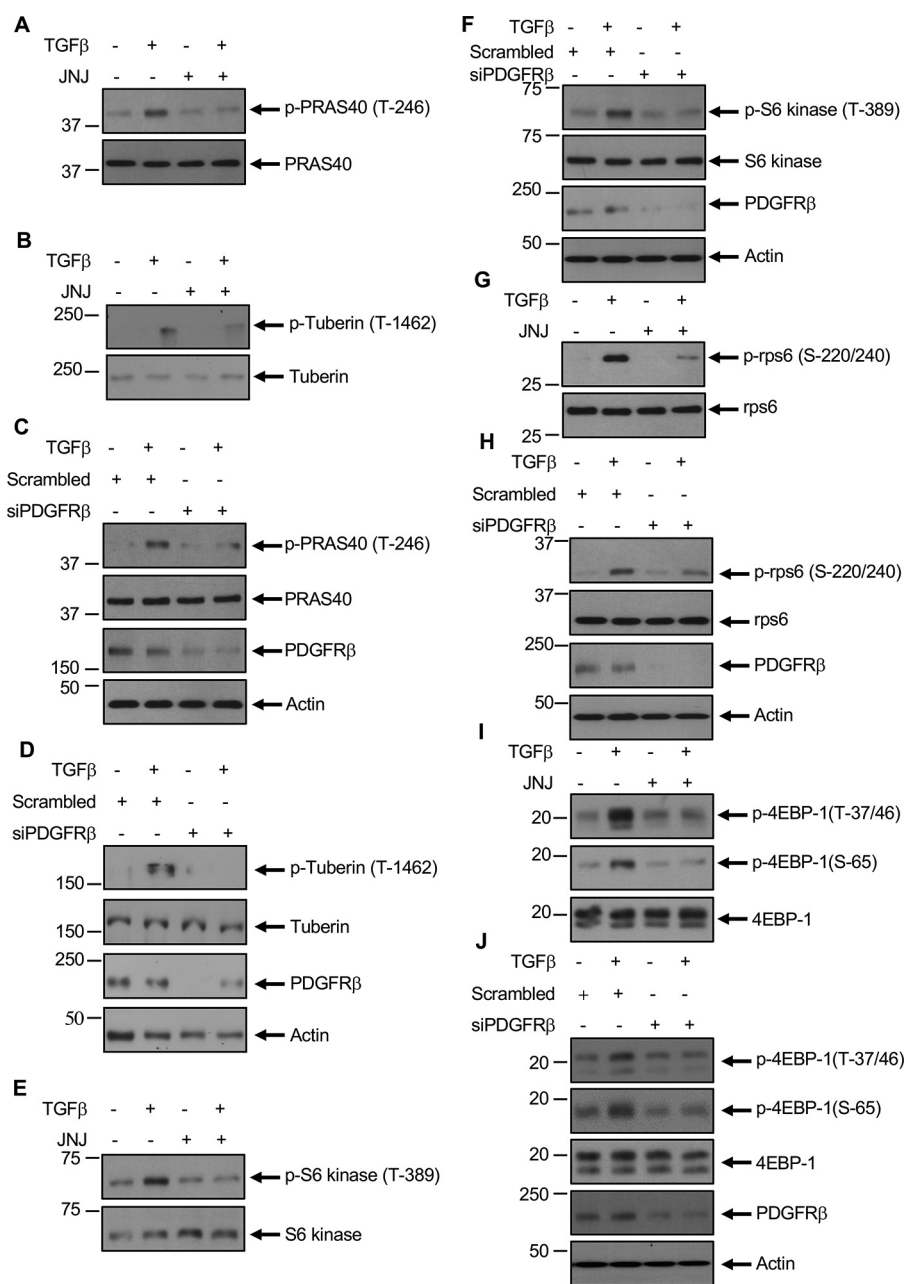 A
TGFβ - + - +
JNJ - - + +
p-PRAS40 (T-246)
37
PRAS40
37
B
TGFβ - + - +
JNJ - - + +
250
p-Tuberin (T-1462)
250
Tuberin
C
TGFβ - + - +
Scrambled + + - -
siPDGFRβ - - + +
p-PRAS40 (T-246)
37
PRAS40
37
PDGFRβ
150
50
Actin
D
TGFβ - + - +
Scrambled + + - -
siPDGFRβ - - + +
p-Tuberin (T-1462)
150
Tuberin
150
250
PDGFRβ
50
Actin
E
TGFβ - + - +
JNJ - - + +
75
p-S6 kinase (T-389)
75
S6 kinase
F
TGFβ - + - +
Scrambled + + - -
siPDGFRβ - - + +
75
p-S6 kinase (T-389)
75
S6 kinase
250
PDGFRβ
50
Actin
G
TGFβ - + - +
JNJ - - + +
p-rps6 (S-220/240)
25
rps6
25
H
TGFβ - + - +
Scrambled + + - -
siPDGFRβ - - + +
37
p-rps6 (S-220/240)
37
rps6
250
PDGFRβ
50
Actin
I
TGFβ - + - +
JNJ - - + +
20 p-4EBP-1(T-37/46)
20
p-4EBP-1(S-65)
20
4EBP-1
J
TGFβ - + - +
Scrambled + + - -
siPDGFRβ - - + +
20 p-4EBP-1(T-37/46)
20
p-4EBP-1(S-65)
20
4EBP-1
250
PDGFRβ
50
Actin